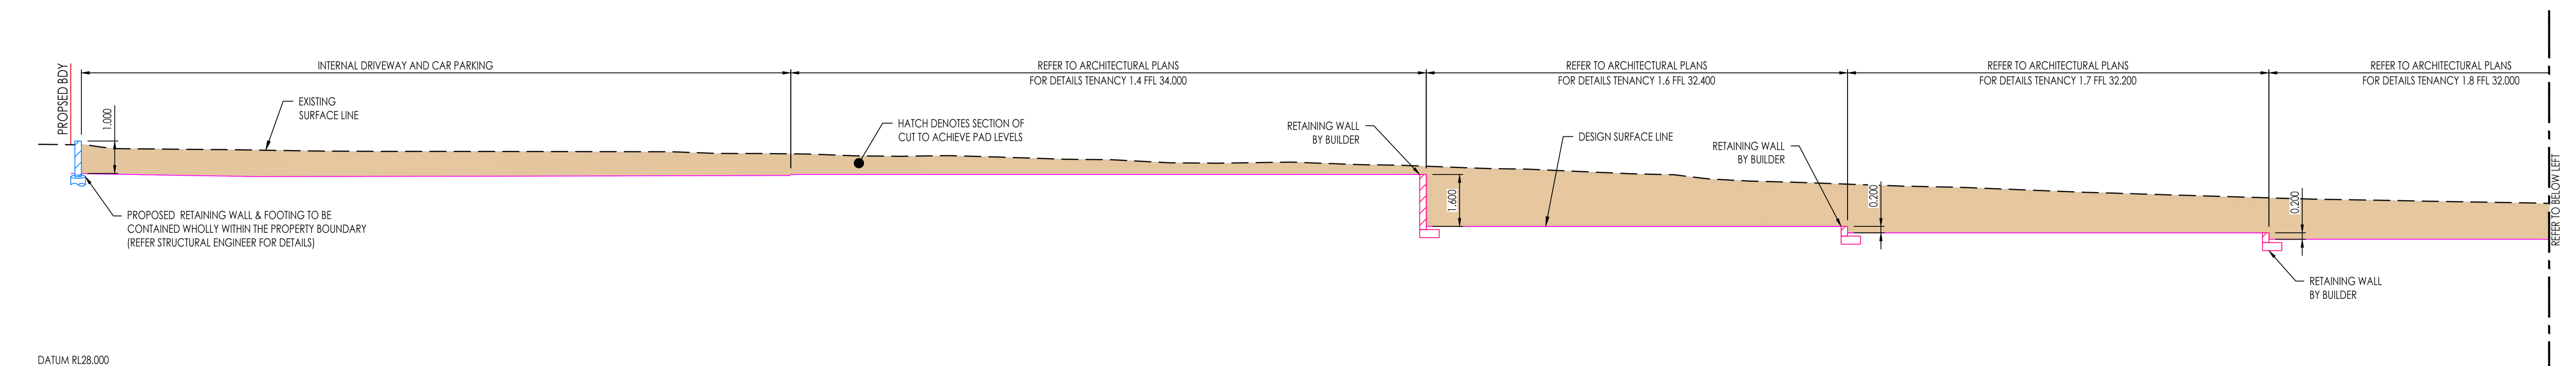 PROPOSED BDY
INTERNAL DRIVEWAY AND CAR PARKING
REFER TO ARCHITECTURAL PLANS
FOR DETAILS TENANCY 1.4 FFL 34.000
REFER TO ARCHITECTURAL PLANS
FOR DETAILS TENANCY 1.6 FFL 32.400
REFER TO ARCHITECTURAL PLANS
FOR DETAILS TENANCY 1.7 FFL 32.200
REFER TO ARCHITECTURAL PLANS
FOR DETAILS TENANCY 1.8 FFL 32.000
1.000
EXISTING
SURFACE LINE
HATCH DENOTES SECTION OF
CUT TO ACHIEVE PAD LEVELS
RETAINING WALL
BY BUILDER
DESIGN SURFACE LINE
RETAINING WALL
BY BUILDER
1.600
0.200
0.200
REFER TO BELOW LEFT
PROPOSED RETAINING WALL & FOOTING TO BE
CONTAINED WHOLLY WITHIN THE PROPERTY BOUNDARY
(REFER STRUCTURAL ENGINEER FOR DETAILS)
RETAINING WALL
BY BUILDER
DATUM RL28.000